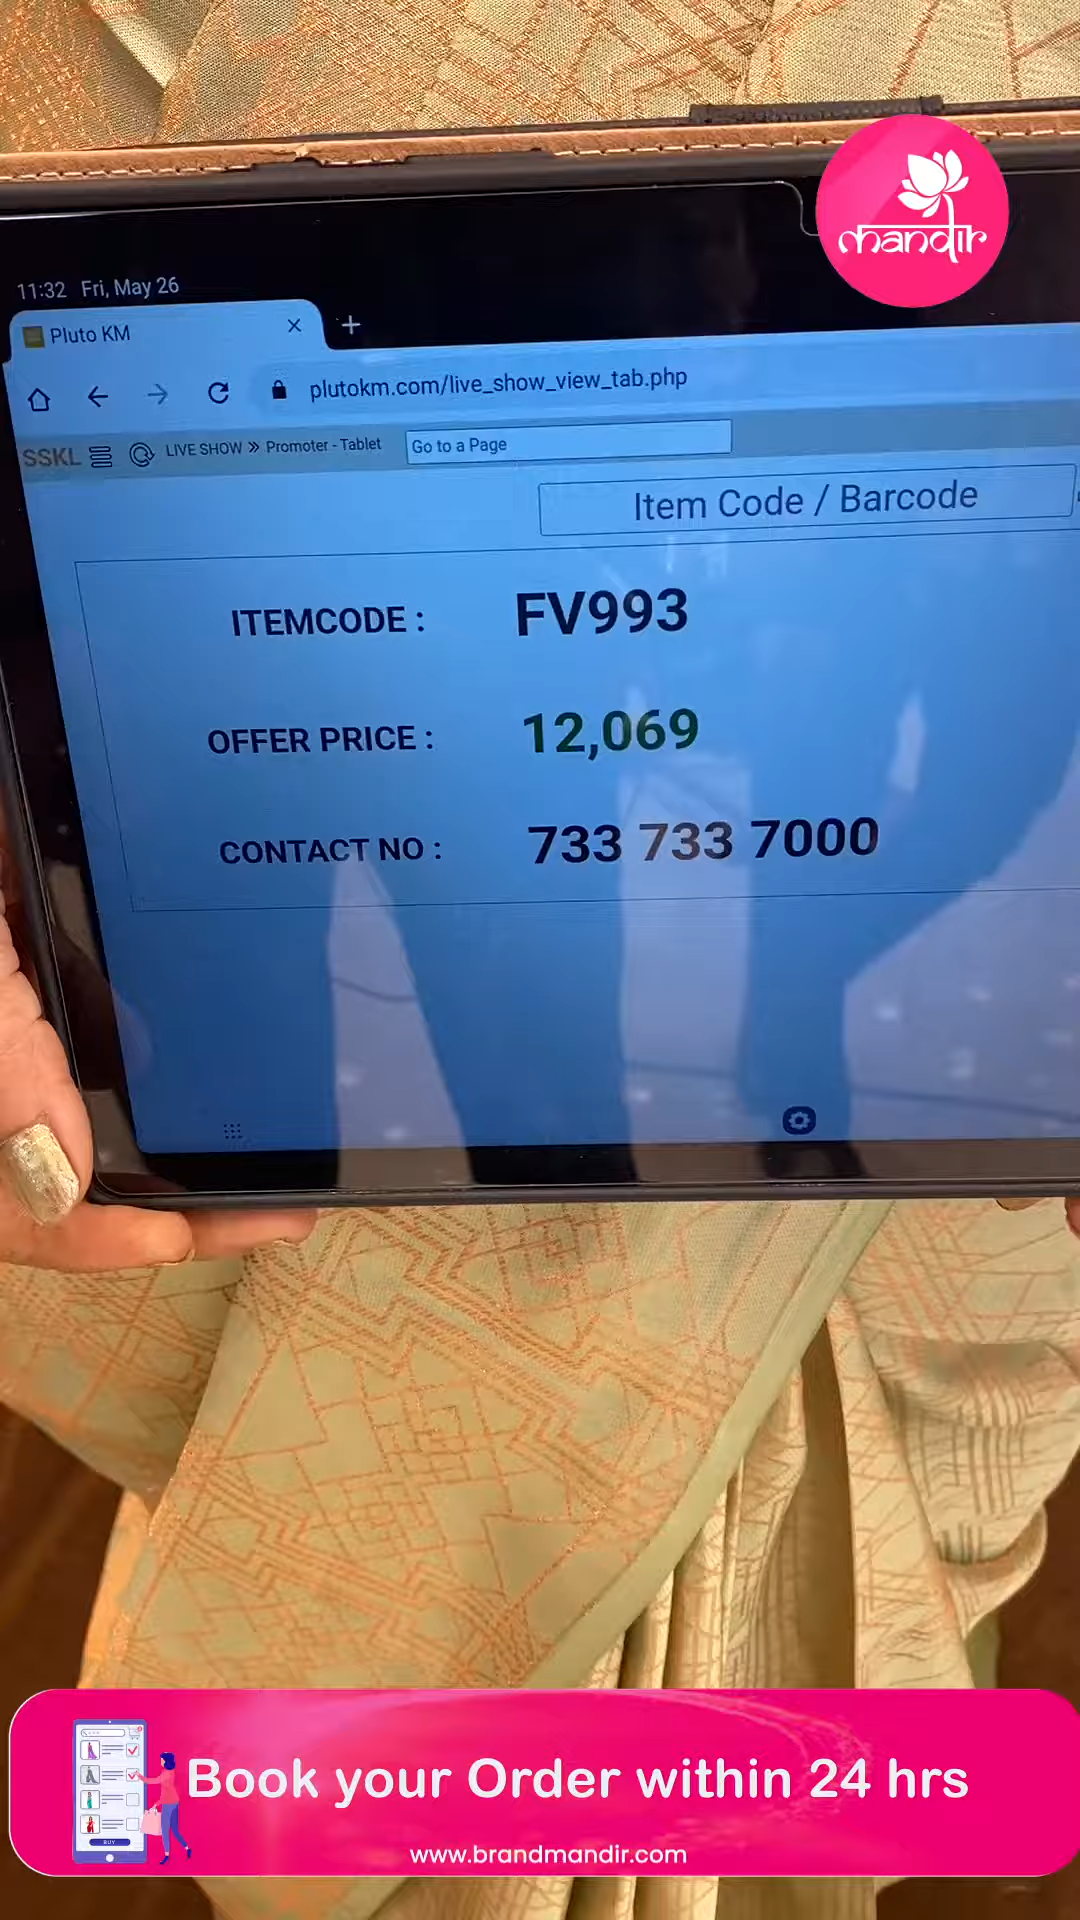 mandir
11:32 Fri, May 26
Pluto KM
plutokm.com/live_show_view_tab.php
SSKL
LIVE SHOW » Promoter - Tablet
Go to a Page
Item Code / Barcode
ITEMCODE : FV993
OFFER PRICE : 12,069
CONTACT NO : 733 733 7000
BUY
Book your Order within 24 hrs
www.brandmandir.com